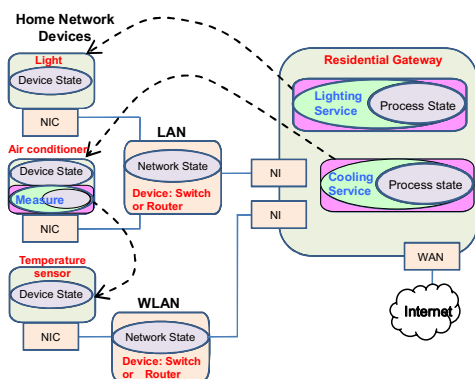 Home Network
Devices
Light
Device State
NIC
Air conditioner
Device State
Measure
NIC
Temperature
sensor
Device State
NIC
LAN
Network State
Device: Switch
or Router
WLAN
Network State
Device: Switch
or Router
Residential Gateway
Lighting
Service
Process State
NI
Cooling
Service
Process state
NI
WAN
Internet